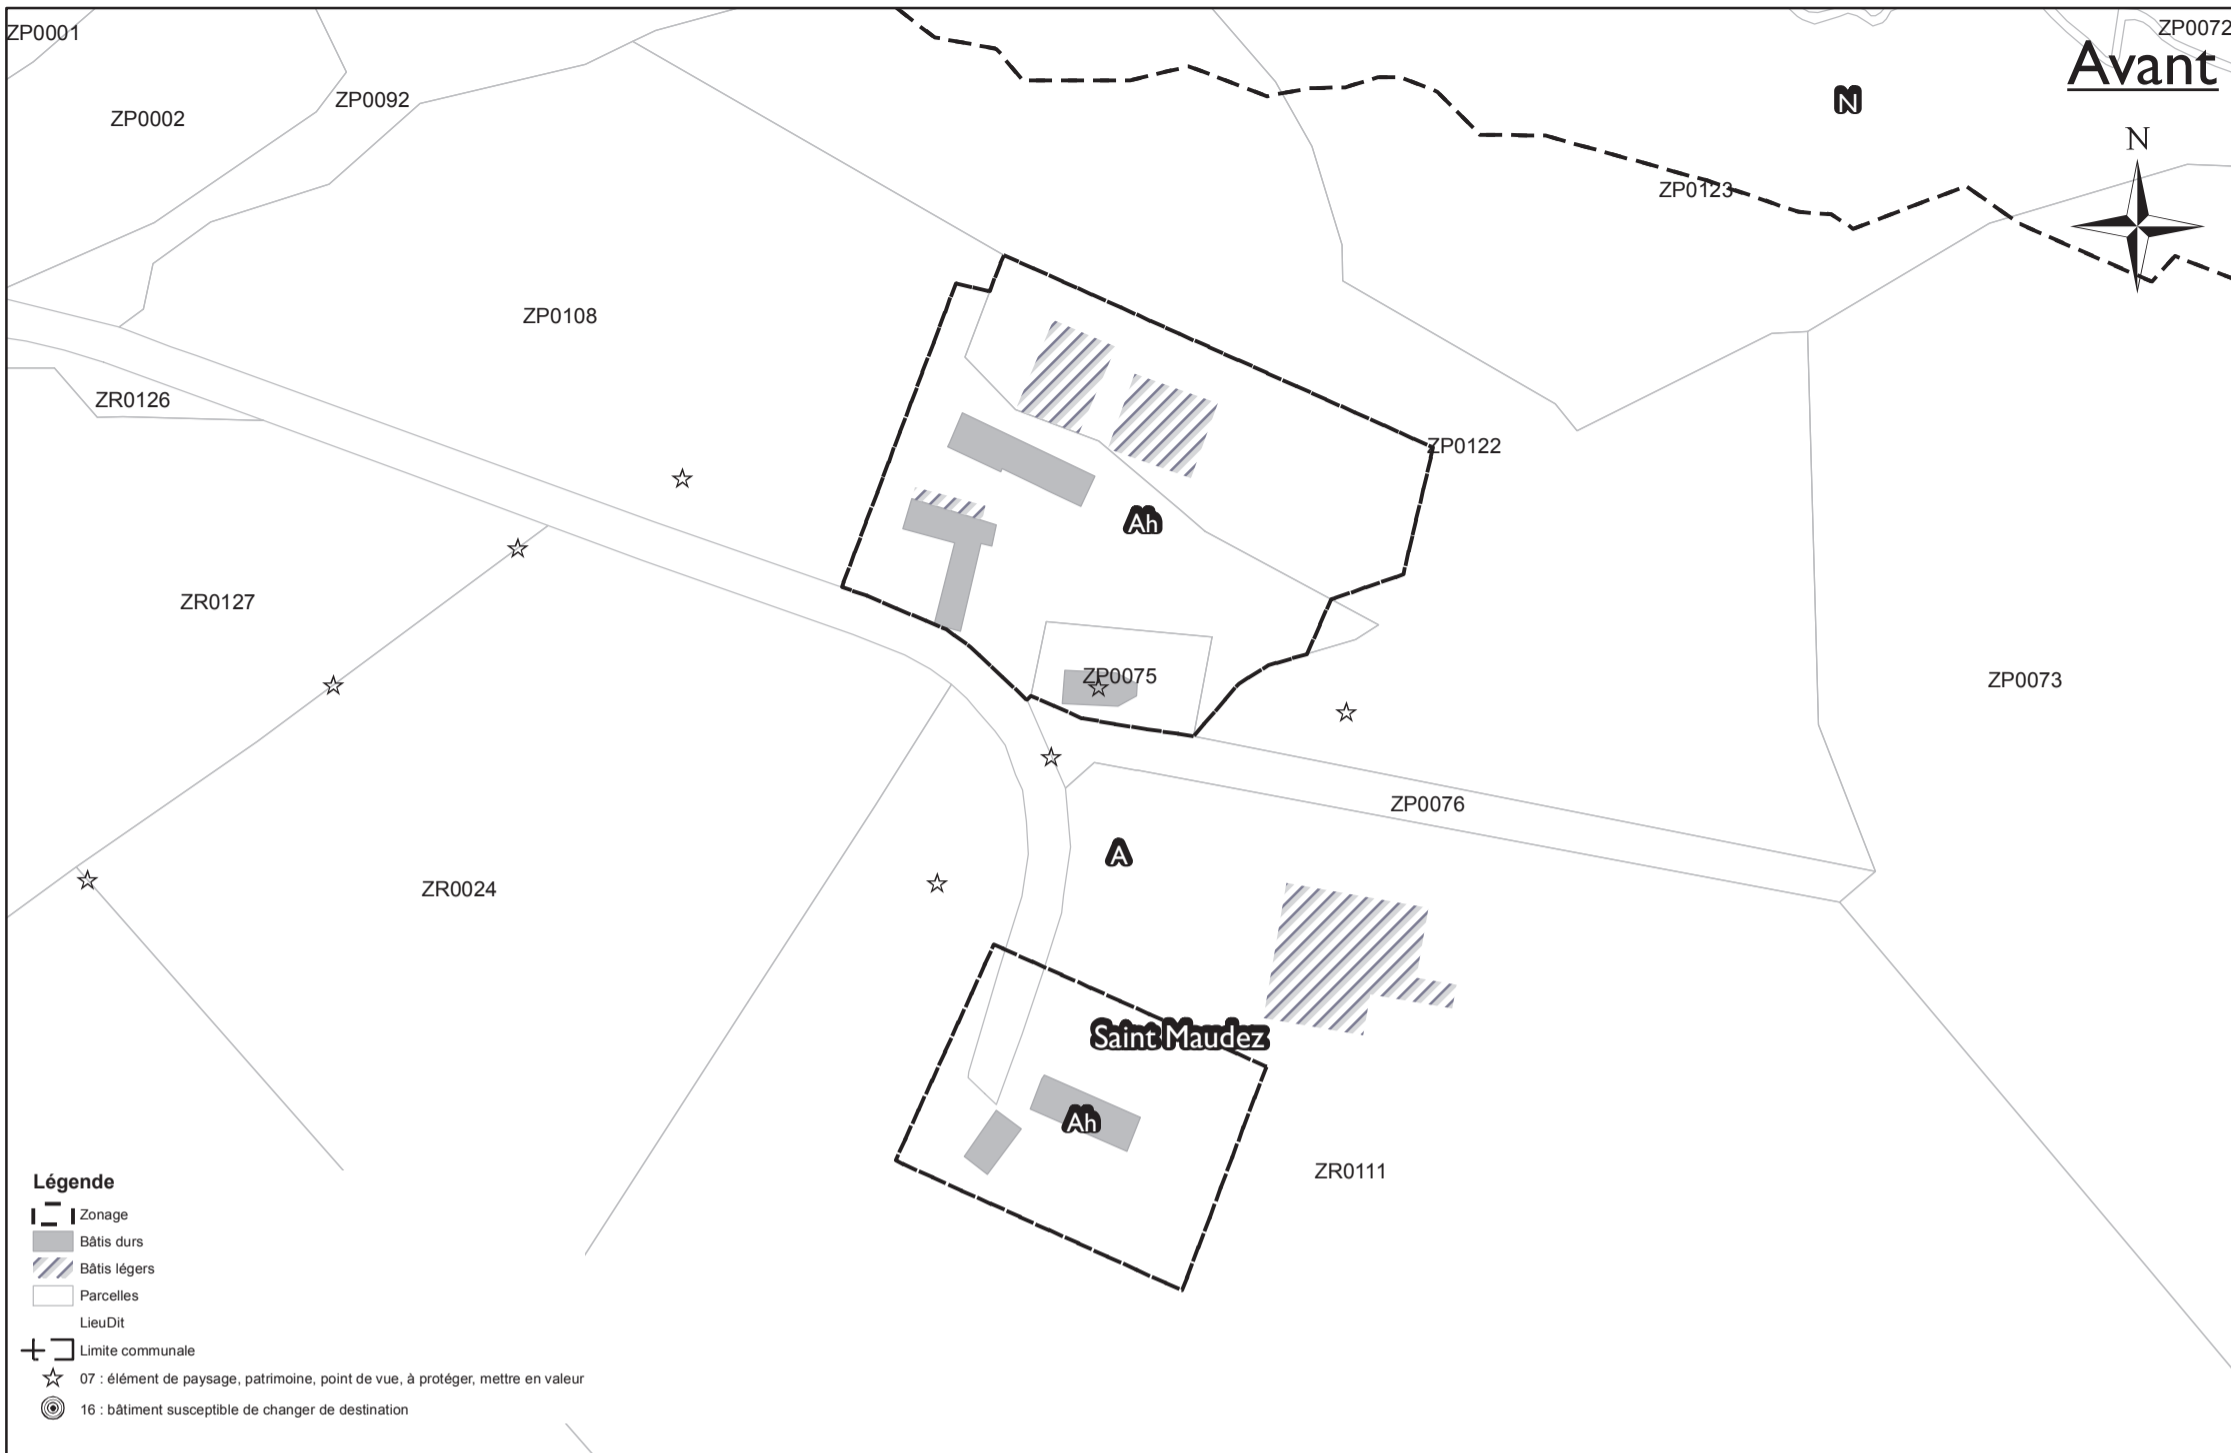 ZP0001
ZP0072
Avant
ZP0092
N
ZP0002
N
ZP0123
ZP0108
ZR0126
ZP0122
Ah
ZR0127
ZP0075
ZP0073
ZP0076
A
ZR0024
Saint Maudez
Ah
ZR0111
Légende
Zonage
Bâtis durs
Bâtis légers
Parcelles
LieuDit
Limite communale
07 : élément de paysage, patrimoine, point de vue, à protéger, mettre en valeur
16 : bâtiment susceptible de changer de destination